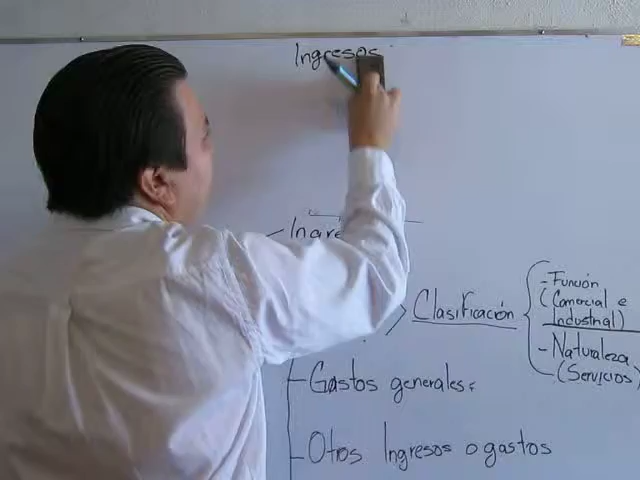 Ingresos
Clasificación
- Función
(Comercial e
Industrial)
- Naturaleza
(Servicios)
Gastos generales
Otros Ingresos o gastos